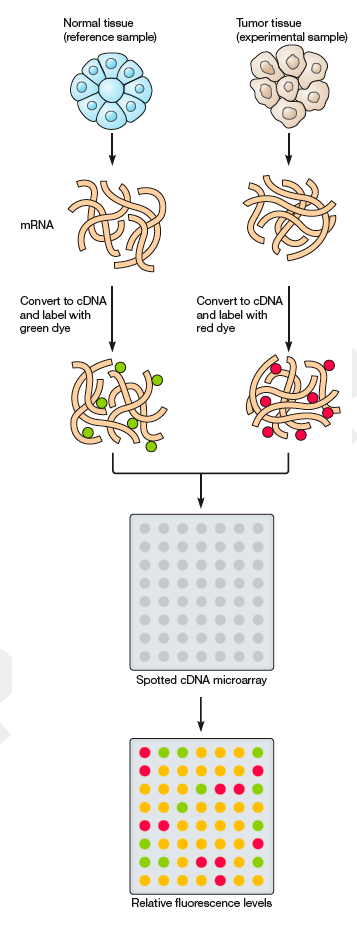 Normal tissue
(reference sample)
Tumor tissue
(experimental sample)
mRNA
Convert to cDNA
and label with
green dye
Convert to cDNA
and label with
red dye
Spotted cDNA microarray
Relative fluorescence levels